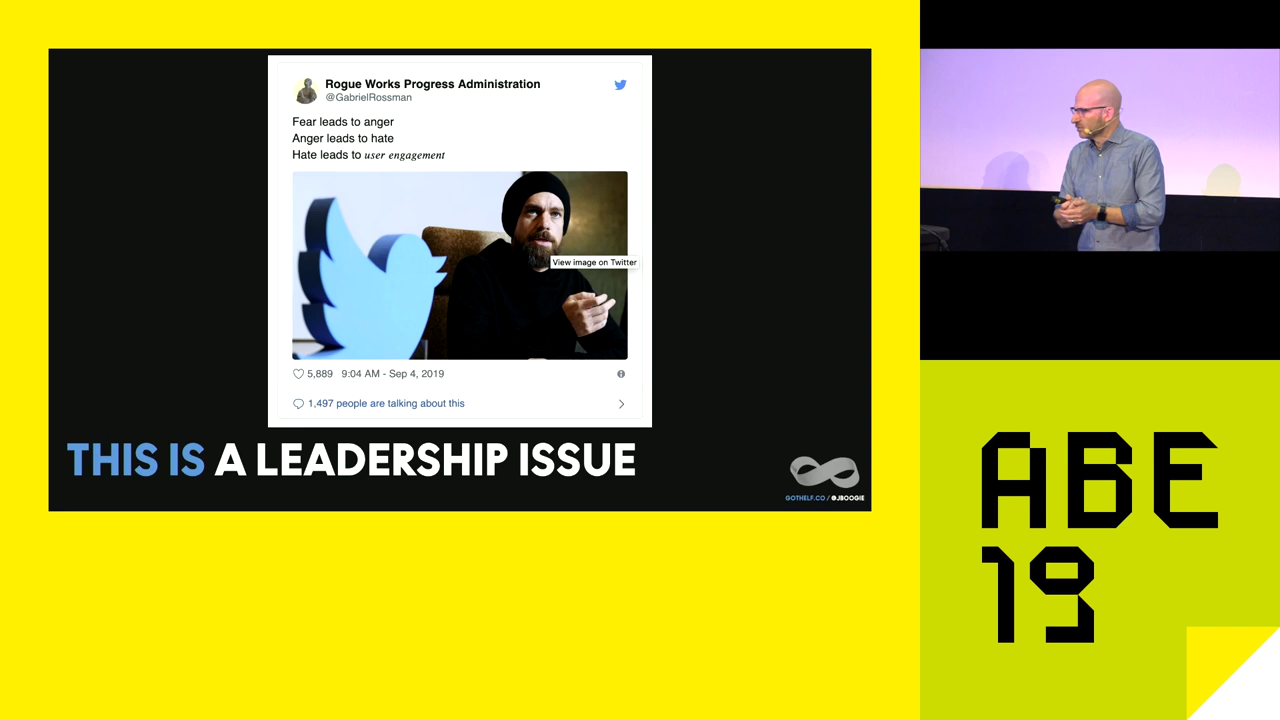 Rogue Works Progress Administration
@GabrielRossman
Fear leads to anger
Anger leads to hate
Hate leads to user engagement
View image on Twitter
5,889 9:04 AM - Sep 4, 2019
1,497 people are talking about this
THIS IS A LEADERSHIP ISSUE
GOTHELF.CO / @JBOOGIE
ABE
19